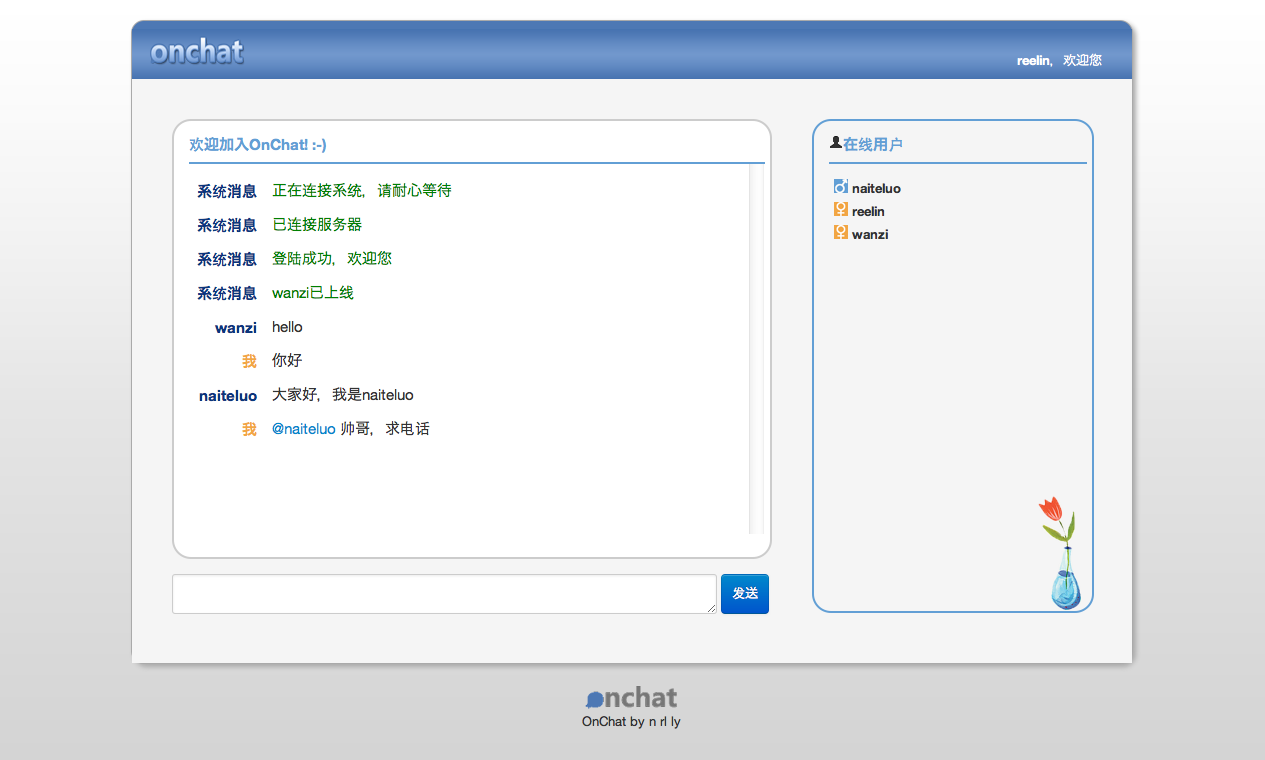 onchat
reelin，欢迎您
欢迎加入OnChat! :-)
系统消息 正在连接系统，请耐心等待
系统消息 已连接服务器
系统消息 登陆成功，欢迎您
系统消息 wanzi已上线
wanzi hello
我 你好
naiteluo 大家好，我是naiteluo
我 @naiteluo 帅哥，求电话
发送
在线用户
naiteluo
reelin
wanzi
onchat
OnChat by n rl ly